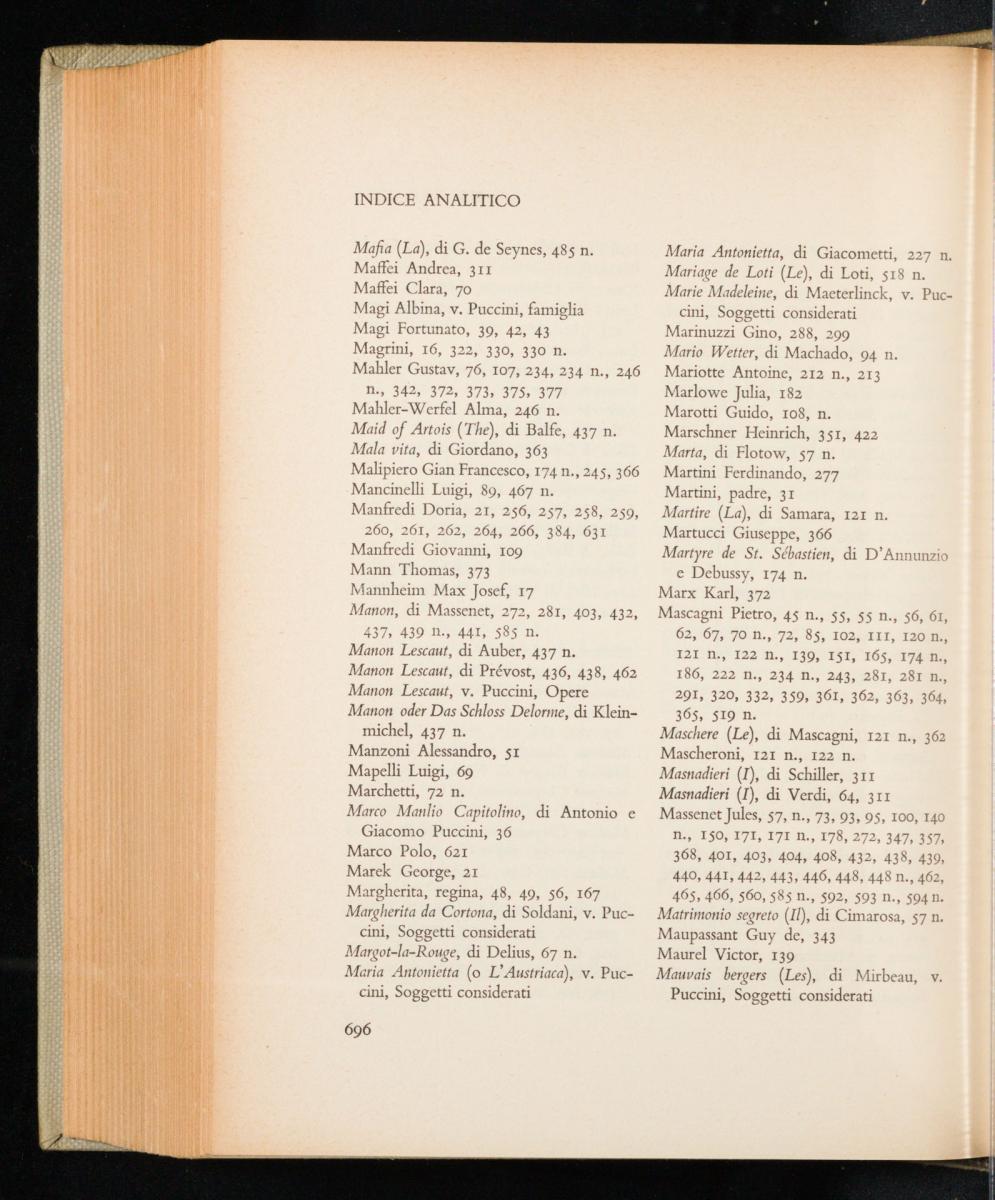 INDICE ANALITICO
Mafia (La), di G. de Seynes, 485 n.
Maffei Andrea, 311
Maffei Clara, 70
Magi Albina, v. Puccini, famiglia
Magi Fortunato, 39, 42, 43
Magrini, 16, 322, 330, 330 n.
Mahler Gustav, 76, 107, 234, 234 n., 246
n., 342, 372, 373, 375, 377
Mahler-Werfel Alma, 246 n.
Maid of Artois (The), di Balfe, 437 n.
Mala vita, di Giordano, 363
Malipiero Gian Francesco, 174 n., 245, 366
Mancinelli Luigi, 89, 467 n.
Manfredi Doria, 21, 256, 257, 258, 259,
260, 261, 262, 264, 266, 384, 631
Manfredi Giovanni, 109
Mann Thomas, 373
Mannheim Max Josef, 17
Manon, di Massenet, 272, 281, 403, 432,
437, 439 n., 441, 585 n.
Manon Lescaut, di Auber, 437 n.
Manon Lescaut, di Prévost, 436, 438, 462
Manon Lescaut, v. Puccini, Opere
Manon oder Das Schloss Delorme, di Klein-
michel, 437 n.
Manzoni Alessandro, 51
Mapelli Luigi, 69
Marchetti, 72 n.
Marco Manlio Capitolino, di Antonio e
Giacomo Puccini, 36
Marco Polo, 621
Marek George, 21
Margherita, regina, 48, 49, 56, 167
Margherita da Cortona, di Soldani, v. Puc-
cini, Soggetti considerati
Margot-la-Rouge, di Delius, 67 n.
Maria Antonietta (o L'Austriaca), v. Puc-
cini, Soggetti considerati
Maria Antonietta, di Giacometti, 227 n.
Mariage de Loti (Le), di Loti, 518 n.
Marie Madeleine, di Maeterlinck, v. Puc-
cini, Soggetti considerati
Marinuzzi Gino, 288, 299
Mario Wetter, di Machado, 94 n.
Mariotte Antoine, 212 n., 213
Marlowe Julia, 182
Marotti Guido, 108, n.
Marschner Heinrich, 351, 422
Marta, di Flotow, 57 n.
Martini Ferdinando, 277
Martini, padre, 31
Martire (La), di Samara, 121 n.
Martucci Giuseppe, 366
Martyre de St. Sébastien, di D'Annunzio
e Debussy, 174 n.
Marx Karl, 372
Mascagni Pietro, 45 n., 55, 55 n., 56, 61,
62, 67, 70 n., 72, 85, 102, 111, 120 n.,
121 n., 122 n., 139, 151, 165, 174 n.,
186, 222 n., 234 n., 243, 281, 281 n.,
291, 320, 332, 359, 361, 362, 363, 364,
365, 519 n.
Maschere (Le), di Mascagni, 121 n., 362
Mascheroni, 121 n., 122 n.
Masnadieri (I), di Schiller, 311
Masnadieri (I), di Verdi, 64, 311
Massenet Jules, 57, n., 73, 93, 95, 100, 140
n., 150, 171, 171 n., 178, 272, 347, 357,
368, 401, 403, 404, 408, 432, 438, 439,
440, 441, 442, 443, 446, 448, 448 n., 462,
465, 466, 560, 585 n., 592, 593 n., 594 n.
Matrimonio segreto (Il), di Cimarosa, 57 n.
Maupassant Guy de, 343
Maurel Victor, 139
Mauvais bergers (Les), di Mirbeau, v.
Puccini, Soggetti considerati
696